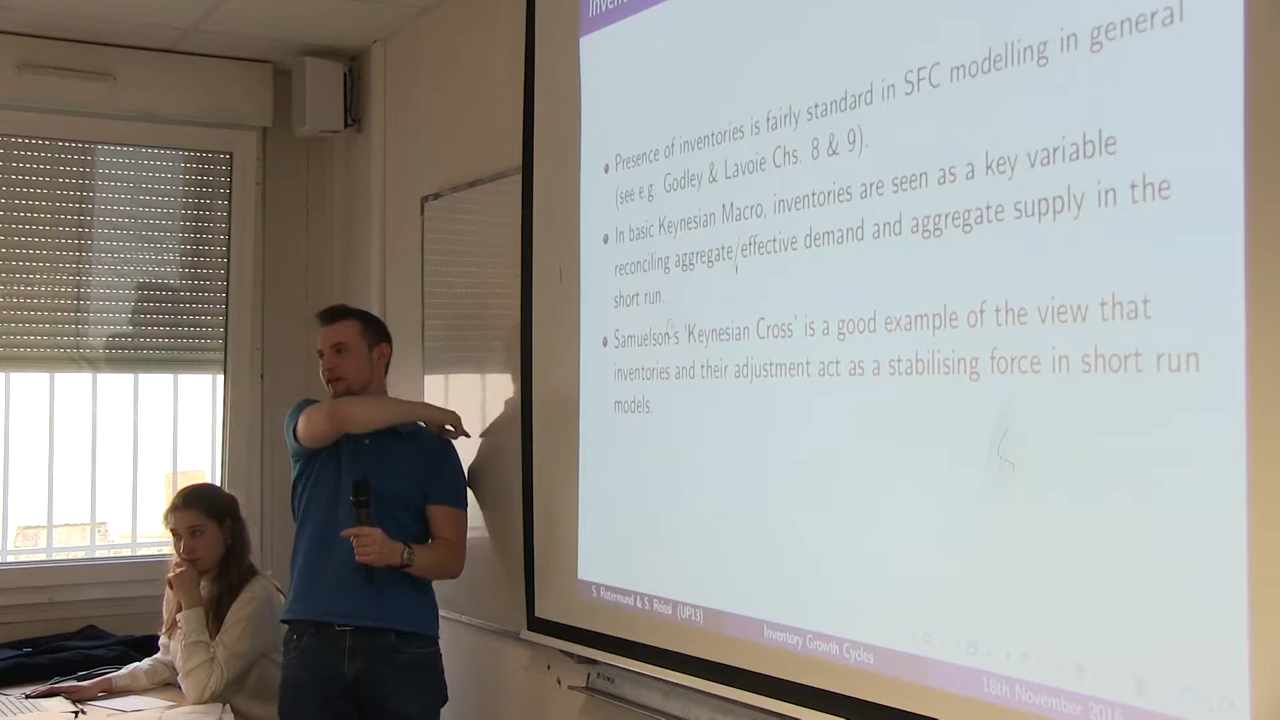 Presence of inventories is fairly standard in SFC modelling in general
(see e.g. Godley & Lavoie Chs. 8 & 9).
In basic Keynesian Macro, inventories are seen as a key variable
reconciling aggregate/effective demand and aggregate supply in the
short run.
Samuelson's 'Keynesian Cross' is a good example of the view that
inventories and their adjustment act as a stabilising force in short run
models.
S. Rotermund & S. Reissl (UP13)
Inventory Growth Cycles
18th November 2016